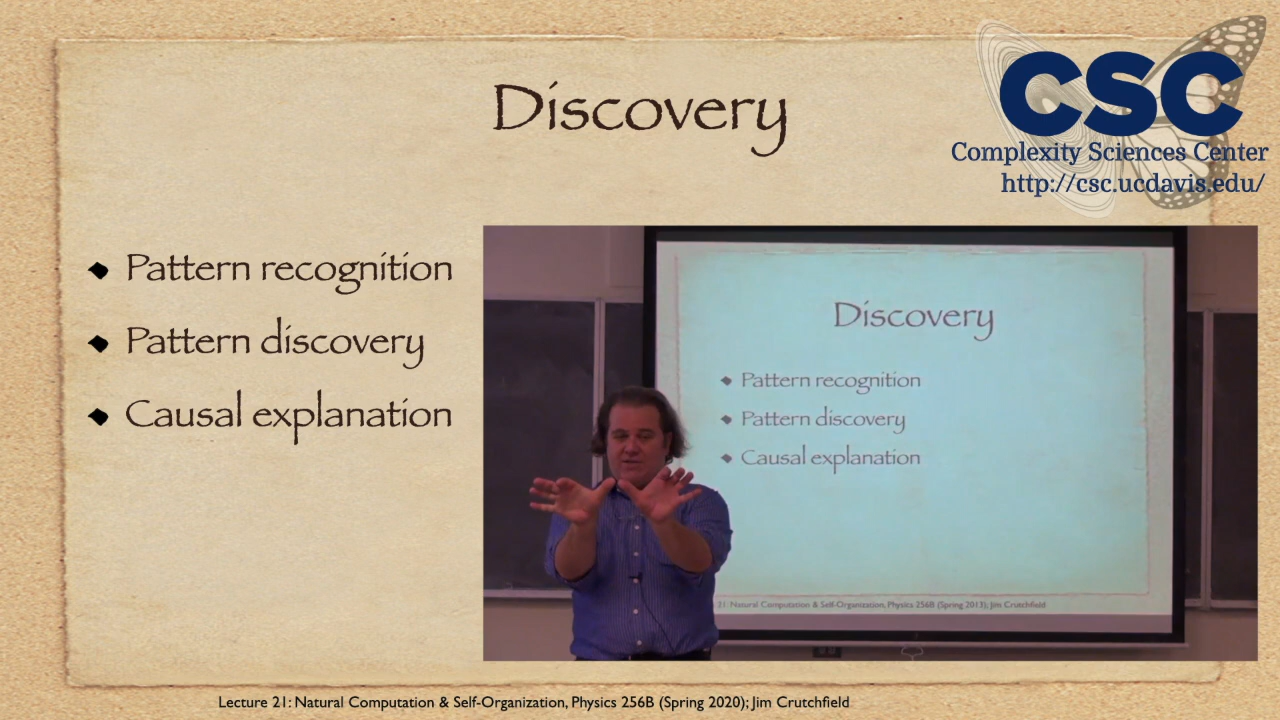 Discovery
CSC
Complexity Sciences Center
http://csc.ucdavis.edu/
Pattern recognition
Pattern discovery
Causal explanation
Discovery
Pattern recognition
Pattern discovery
Causal explanation
21: Natural Computation & Self-Organization, Physics 256B (Spring 2013); Jim Crutchfield
Lecture 21: Natural Computation & Self-Organization, Physics 256B (Spring 2020); Jim Crutchfield